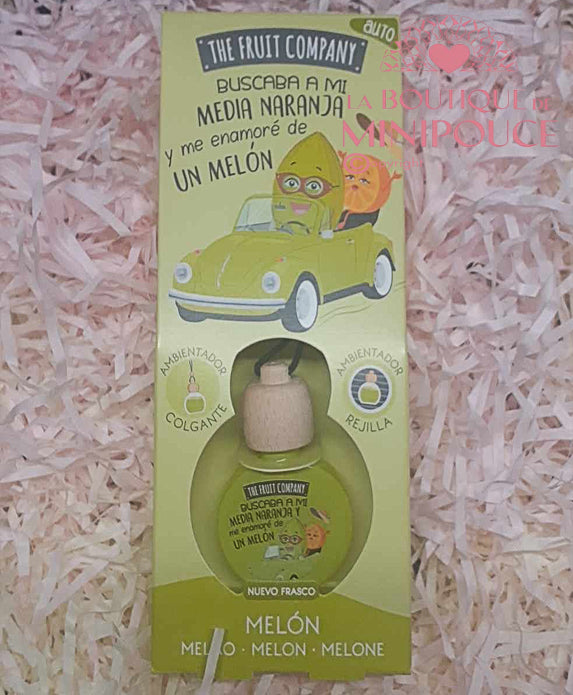 AUTO
THE FRUIT COMPANY
BUSCABA A MI
MEDIA NARANJA
y me enamoré de
UN MELÓN
LA BOUTIQUE DE
MINIPOUCE
AMBIENTADOR
COLGANTE
AMBIENTADOR
REJILLA
THE FRUIT COMPANY
BUSCABA A MI
MEDIA NARANJA Y
me enamoré de
UN MELÓN
NUEVO FRASCO
MELÓN
MELÃO · MELON · MELONE